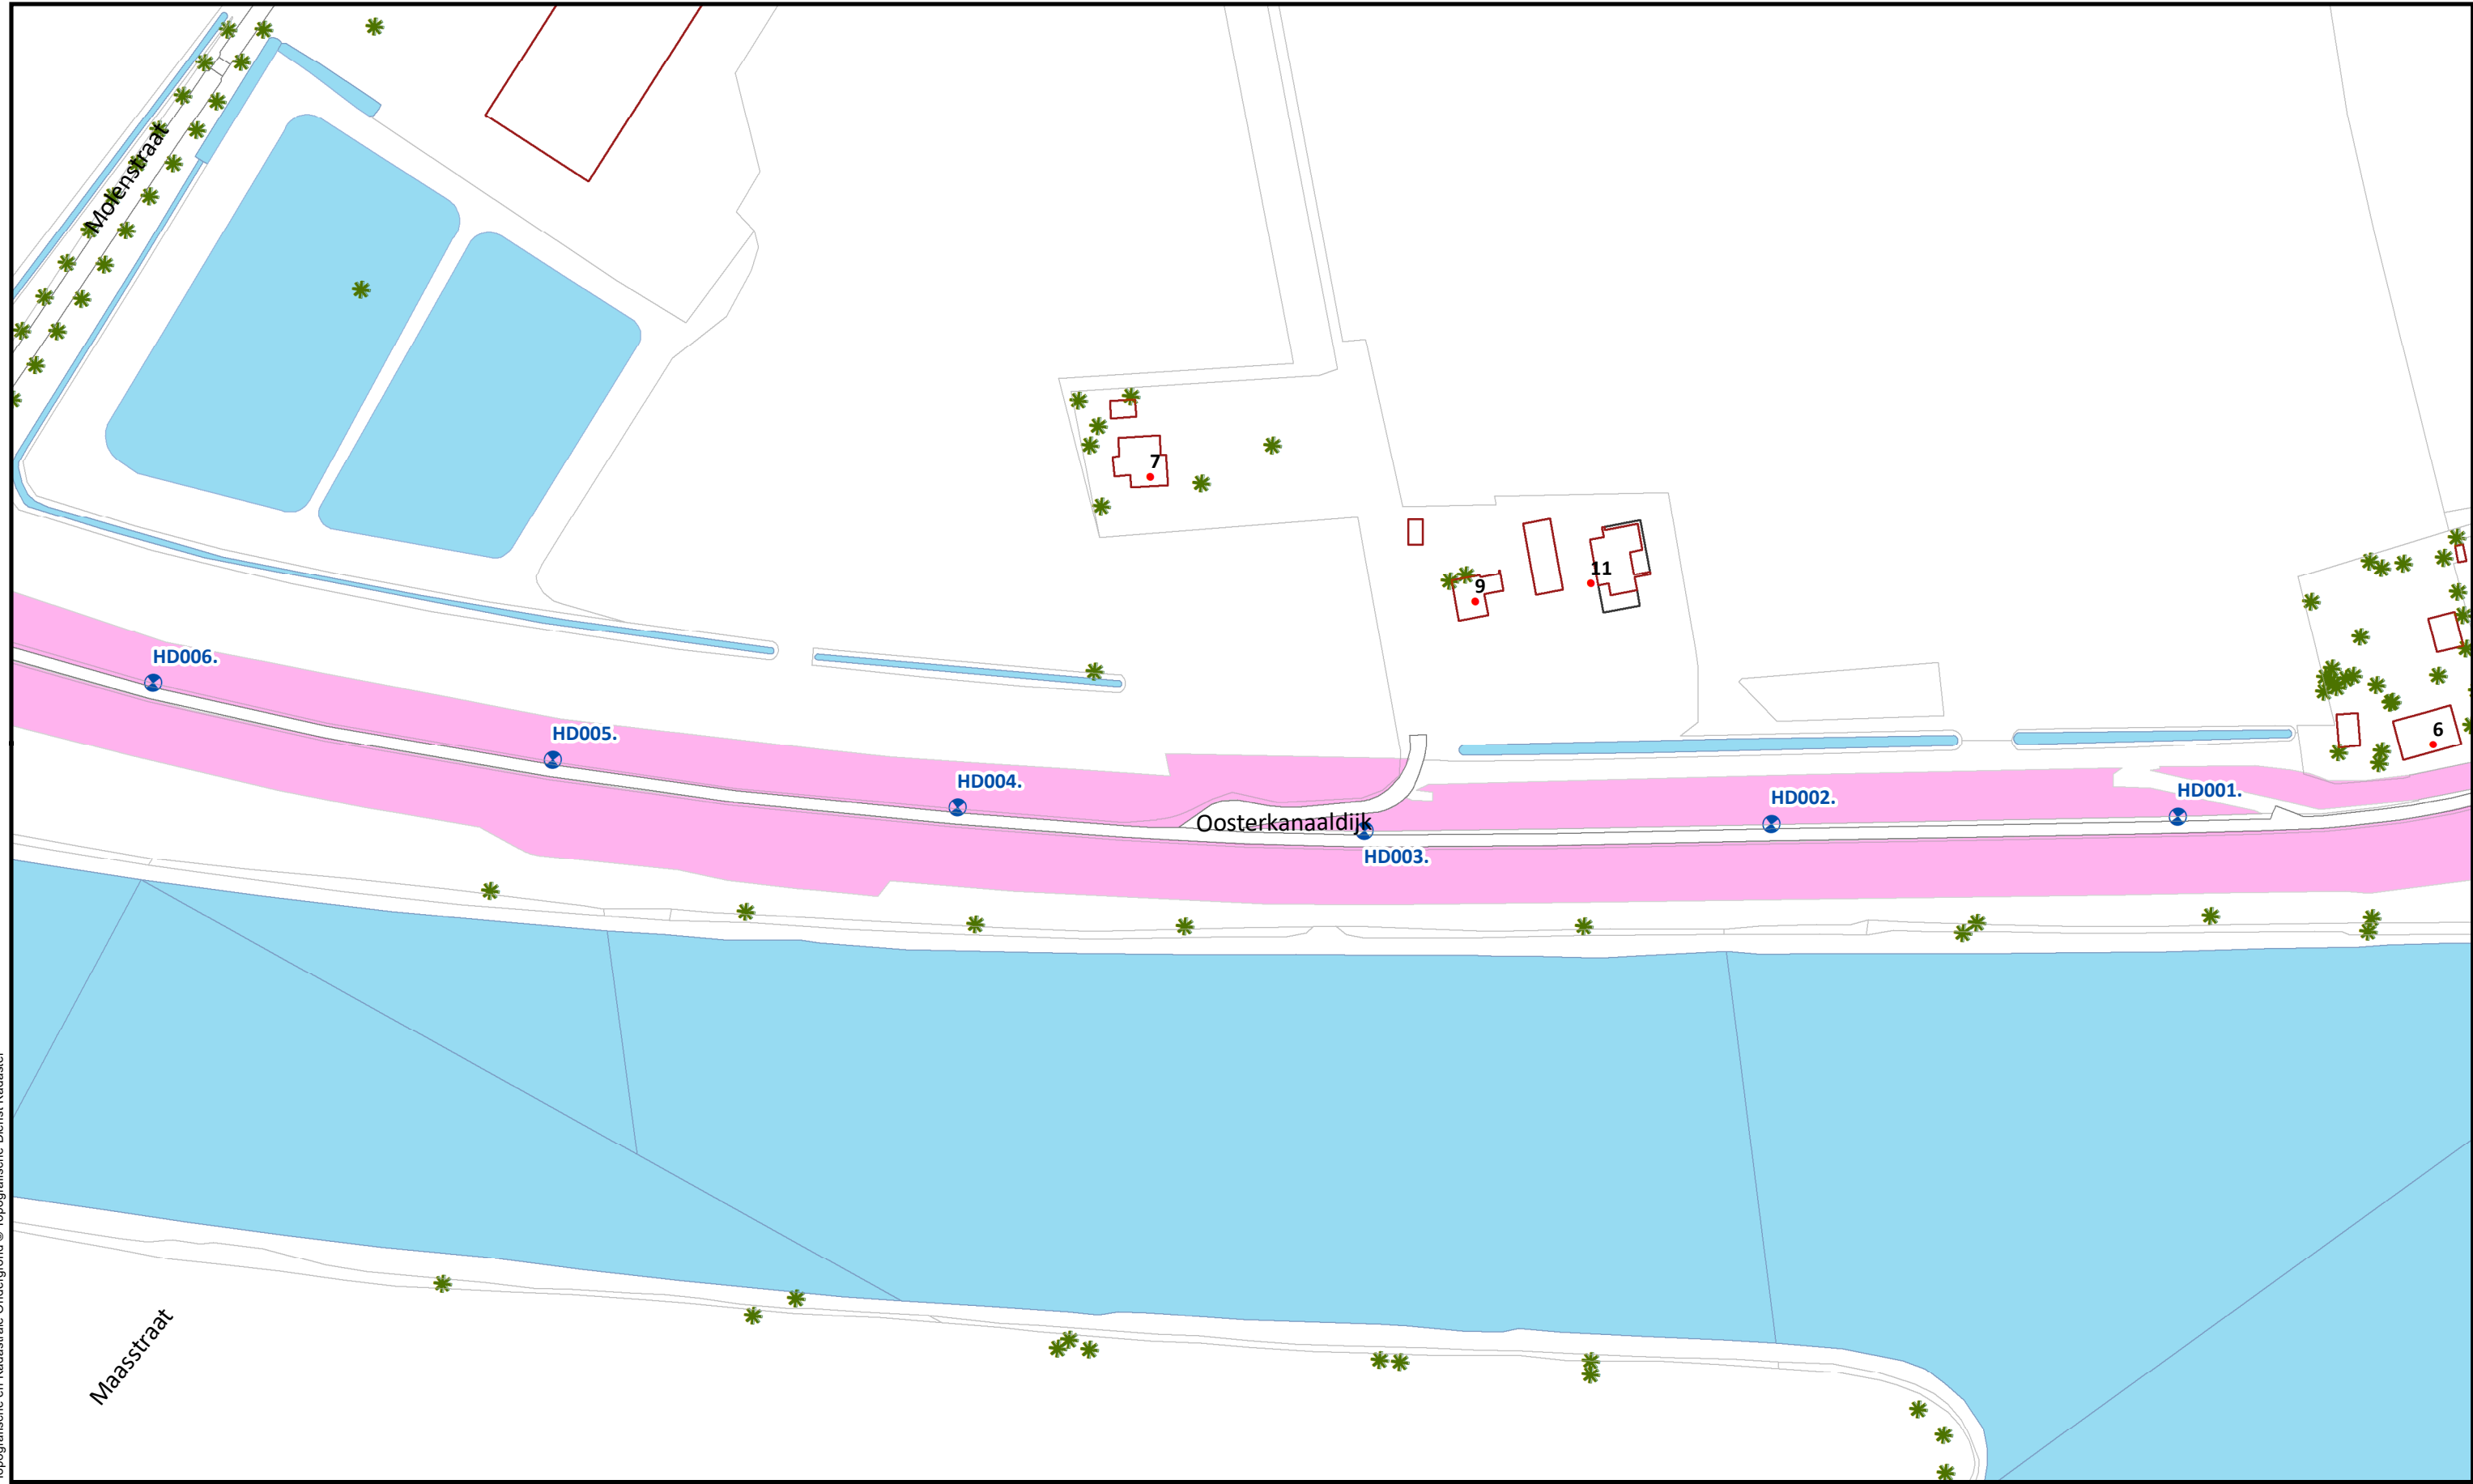 Molenstraat
7
11
9
HD006.
HD005.
6
HD004.
HD002.
HD001.
Oosterkanaaldijk
HD003.
Maasstraat